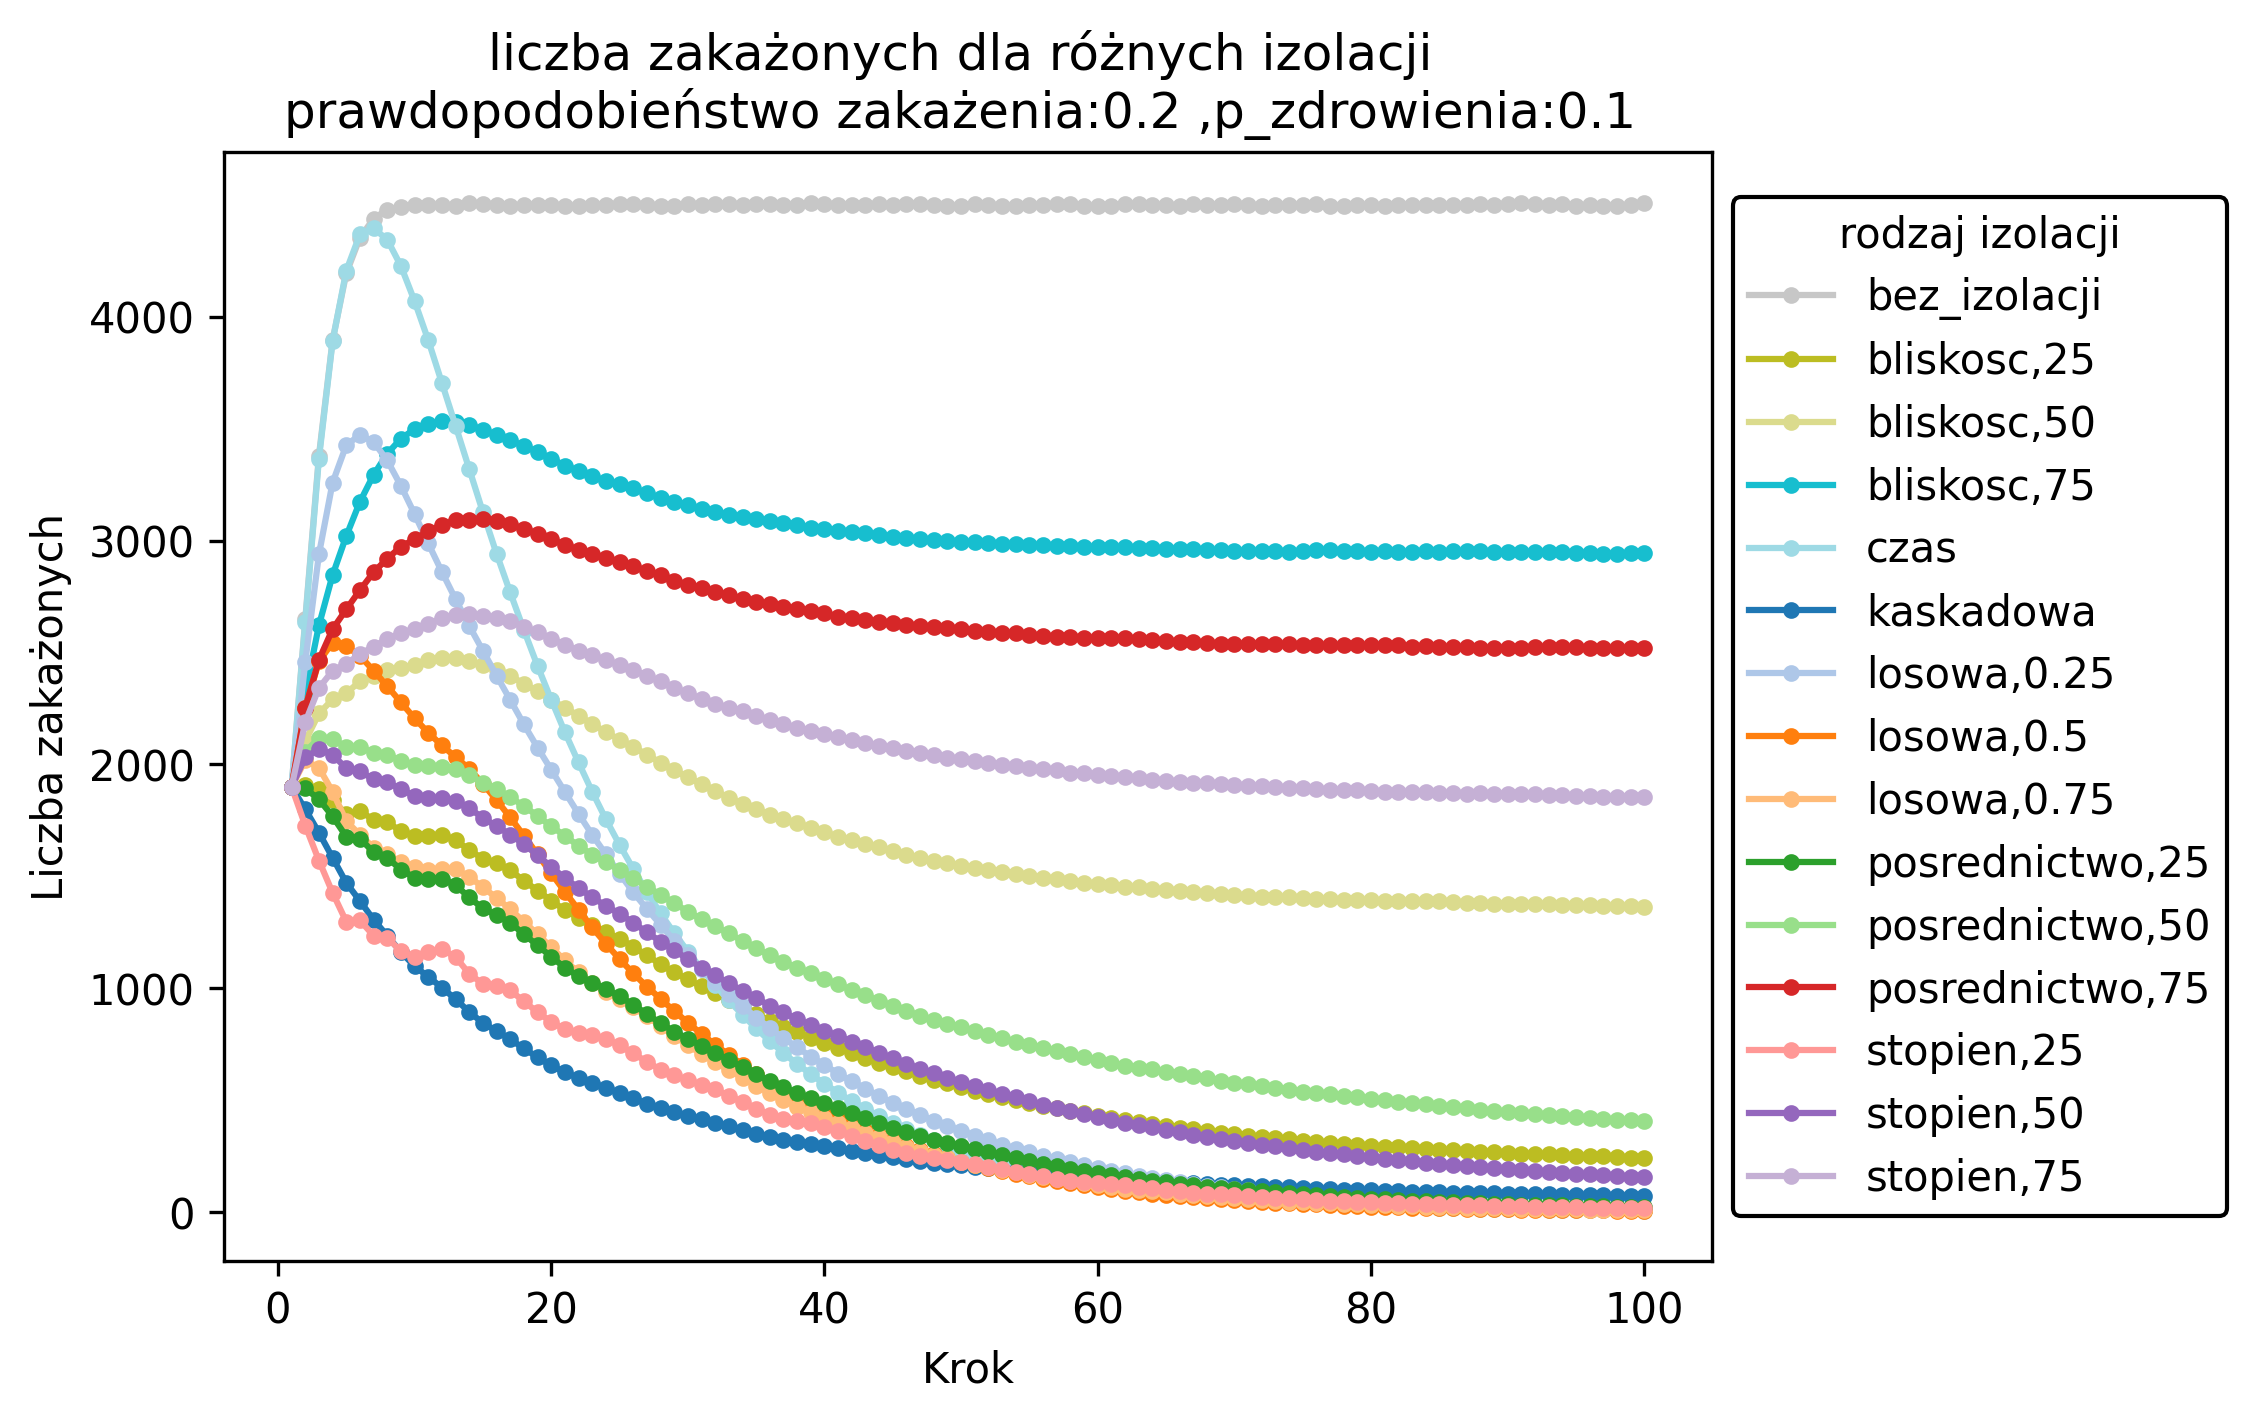 liczba zakażonych dla różnych izolacji
prawdopodobieństwo zakażenia:0.2 ,p_zdrowienia:0.1
Liczba zakażonych
4000
3000
2000
1000
0
0 20 40 60 80 100
Krok
rodzaj izolacji
bez_izolacji
bliskosc,25
bliskosc,50
bliskosc,75
czas
kaskadowa
losowa,0.25
losowa,0.5
losowa,0.75
posrednictwo,25
posrednictwo,50
posrednictwo,75
stopien,25
stopien,50
stopien,75